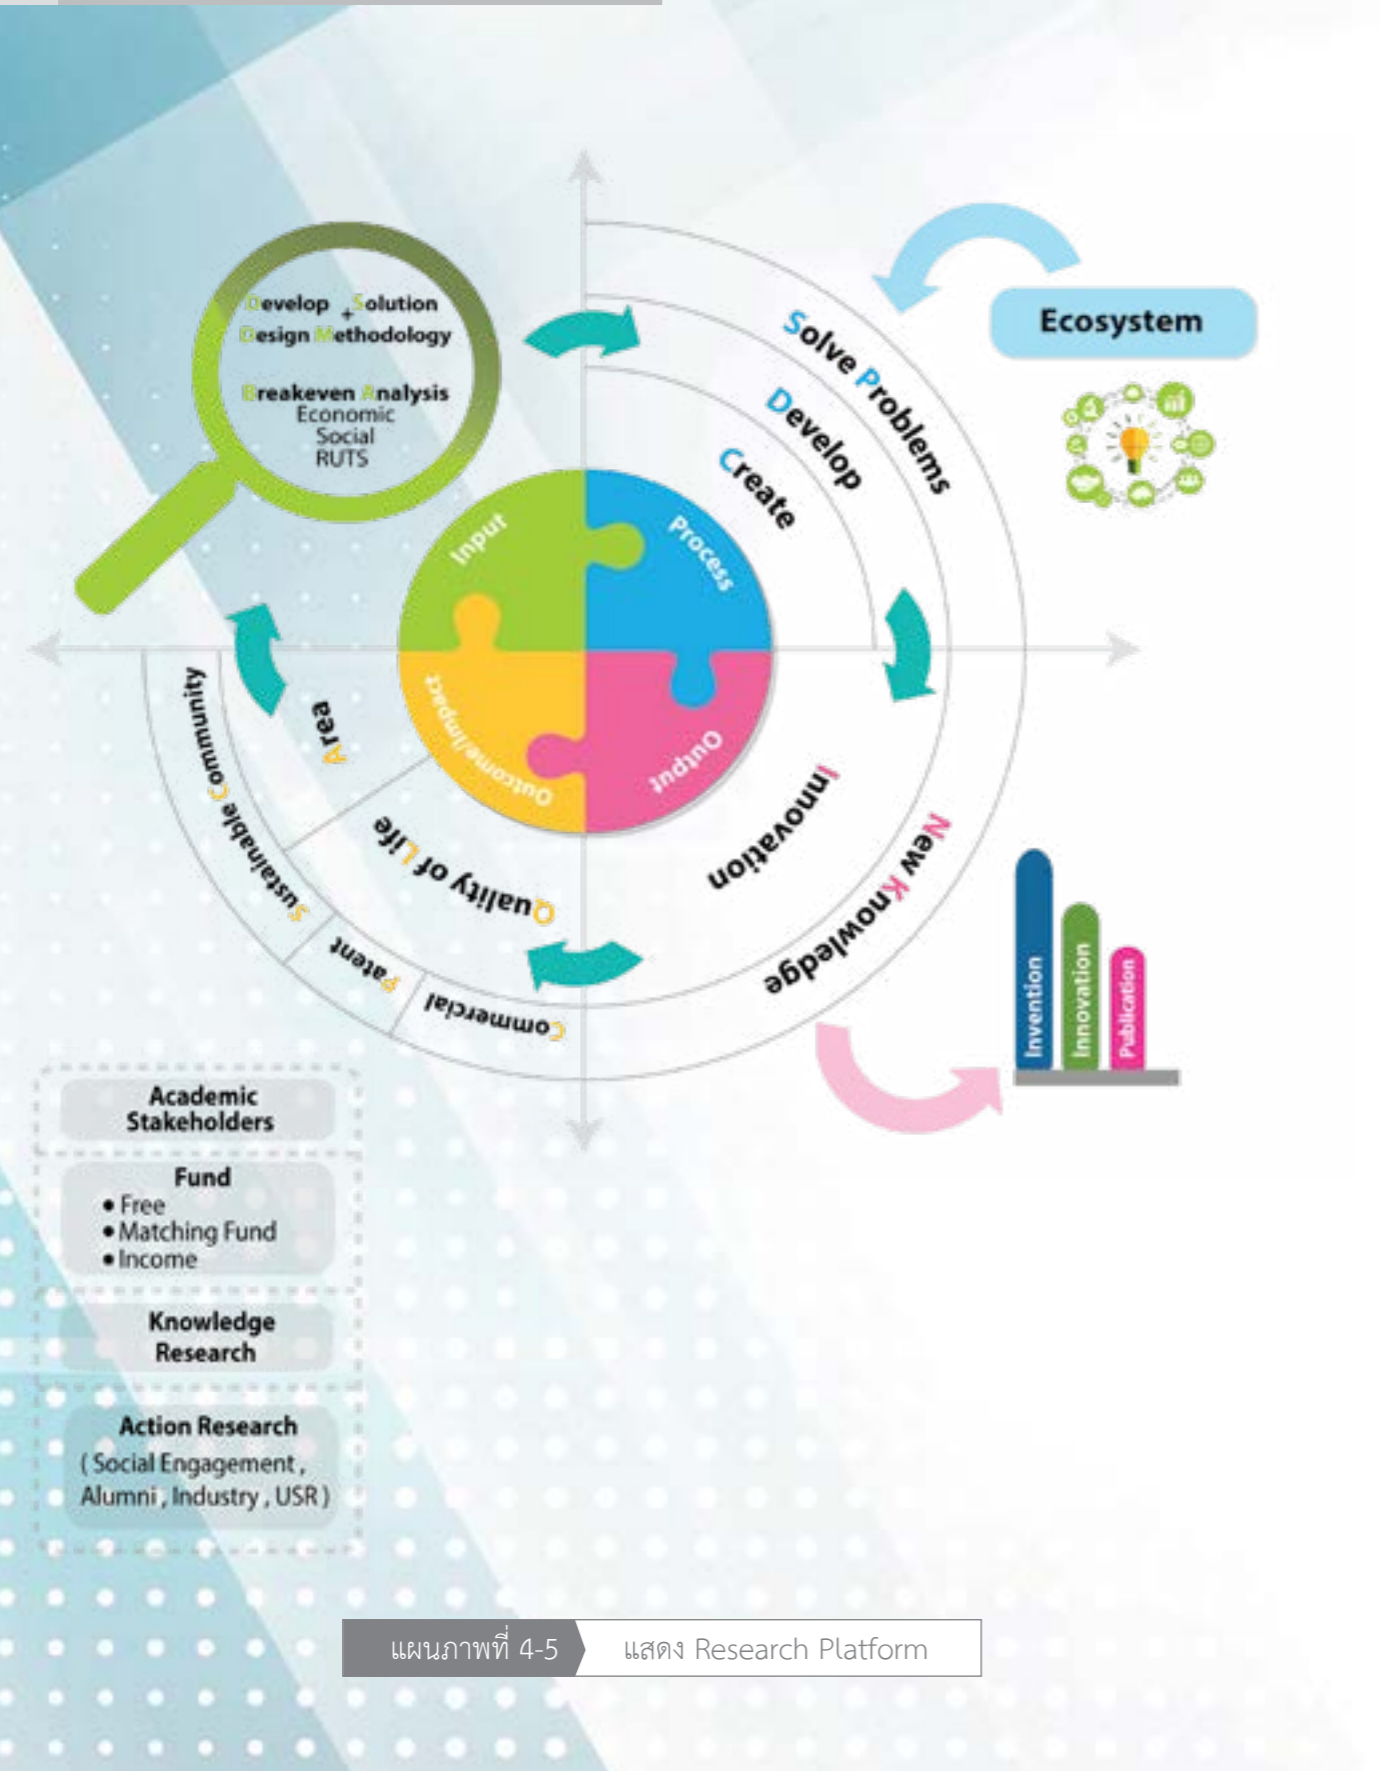 Develop + Solution
Design Methodology
Breakeven Analysis
Economic
Social
RUTS
Ecosystem
Solve Problems
Develop
Create
Input
Process
Output
Outcome/Impact
Innovation
New Knowledge
Invention
Innovation
Publication
Area
Quality of Life
Sustainable Community
Patent
Commercial
Academic
Stakeholders
Fund
• Free
• Matching Fund
• Income
Knowledge
Research
Action Research
( Social Engagement ,
Alumni , Industry , USR )
แผนภาพที่ 4-5 แสดง Research Platform